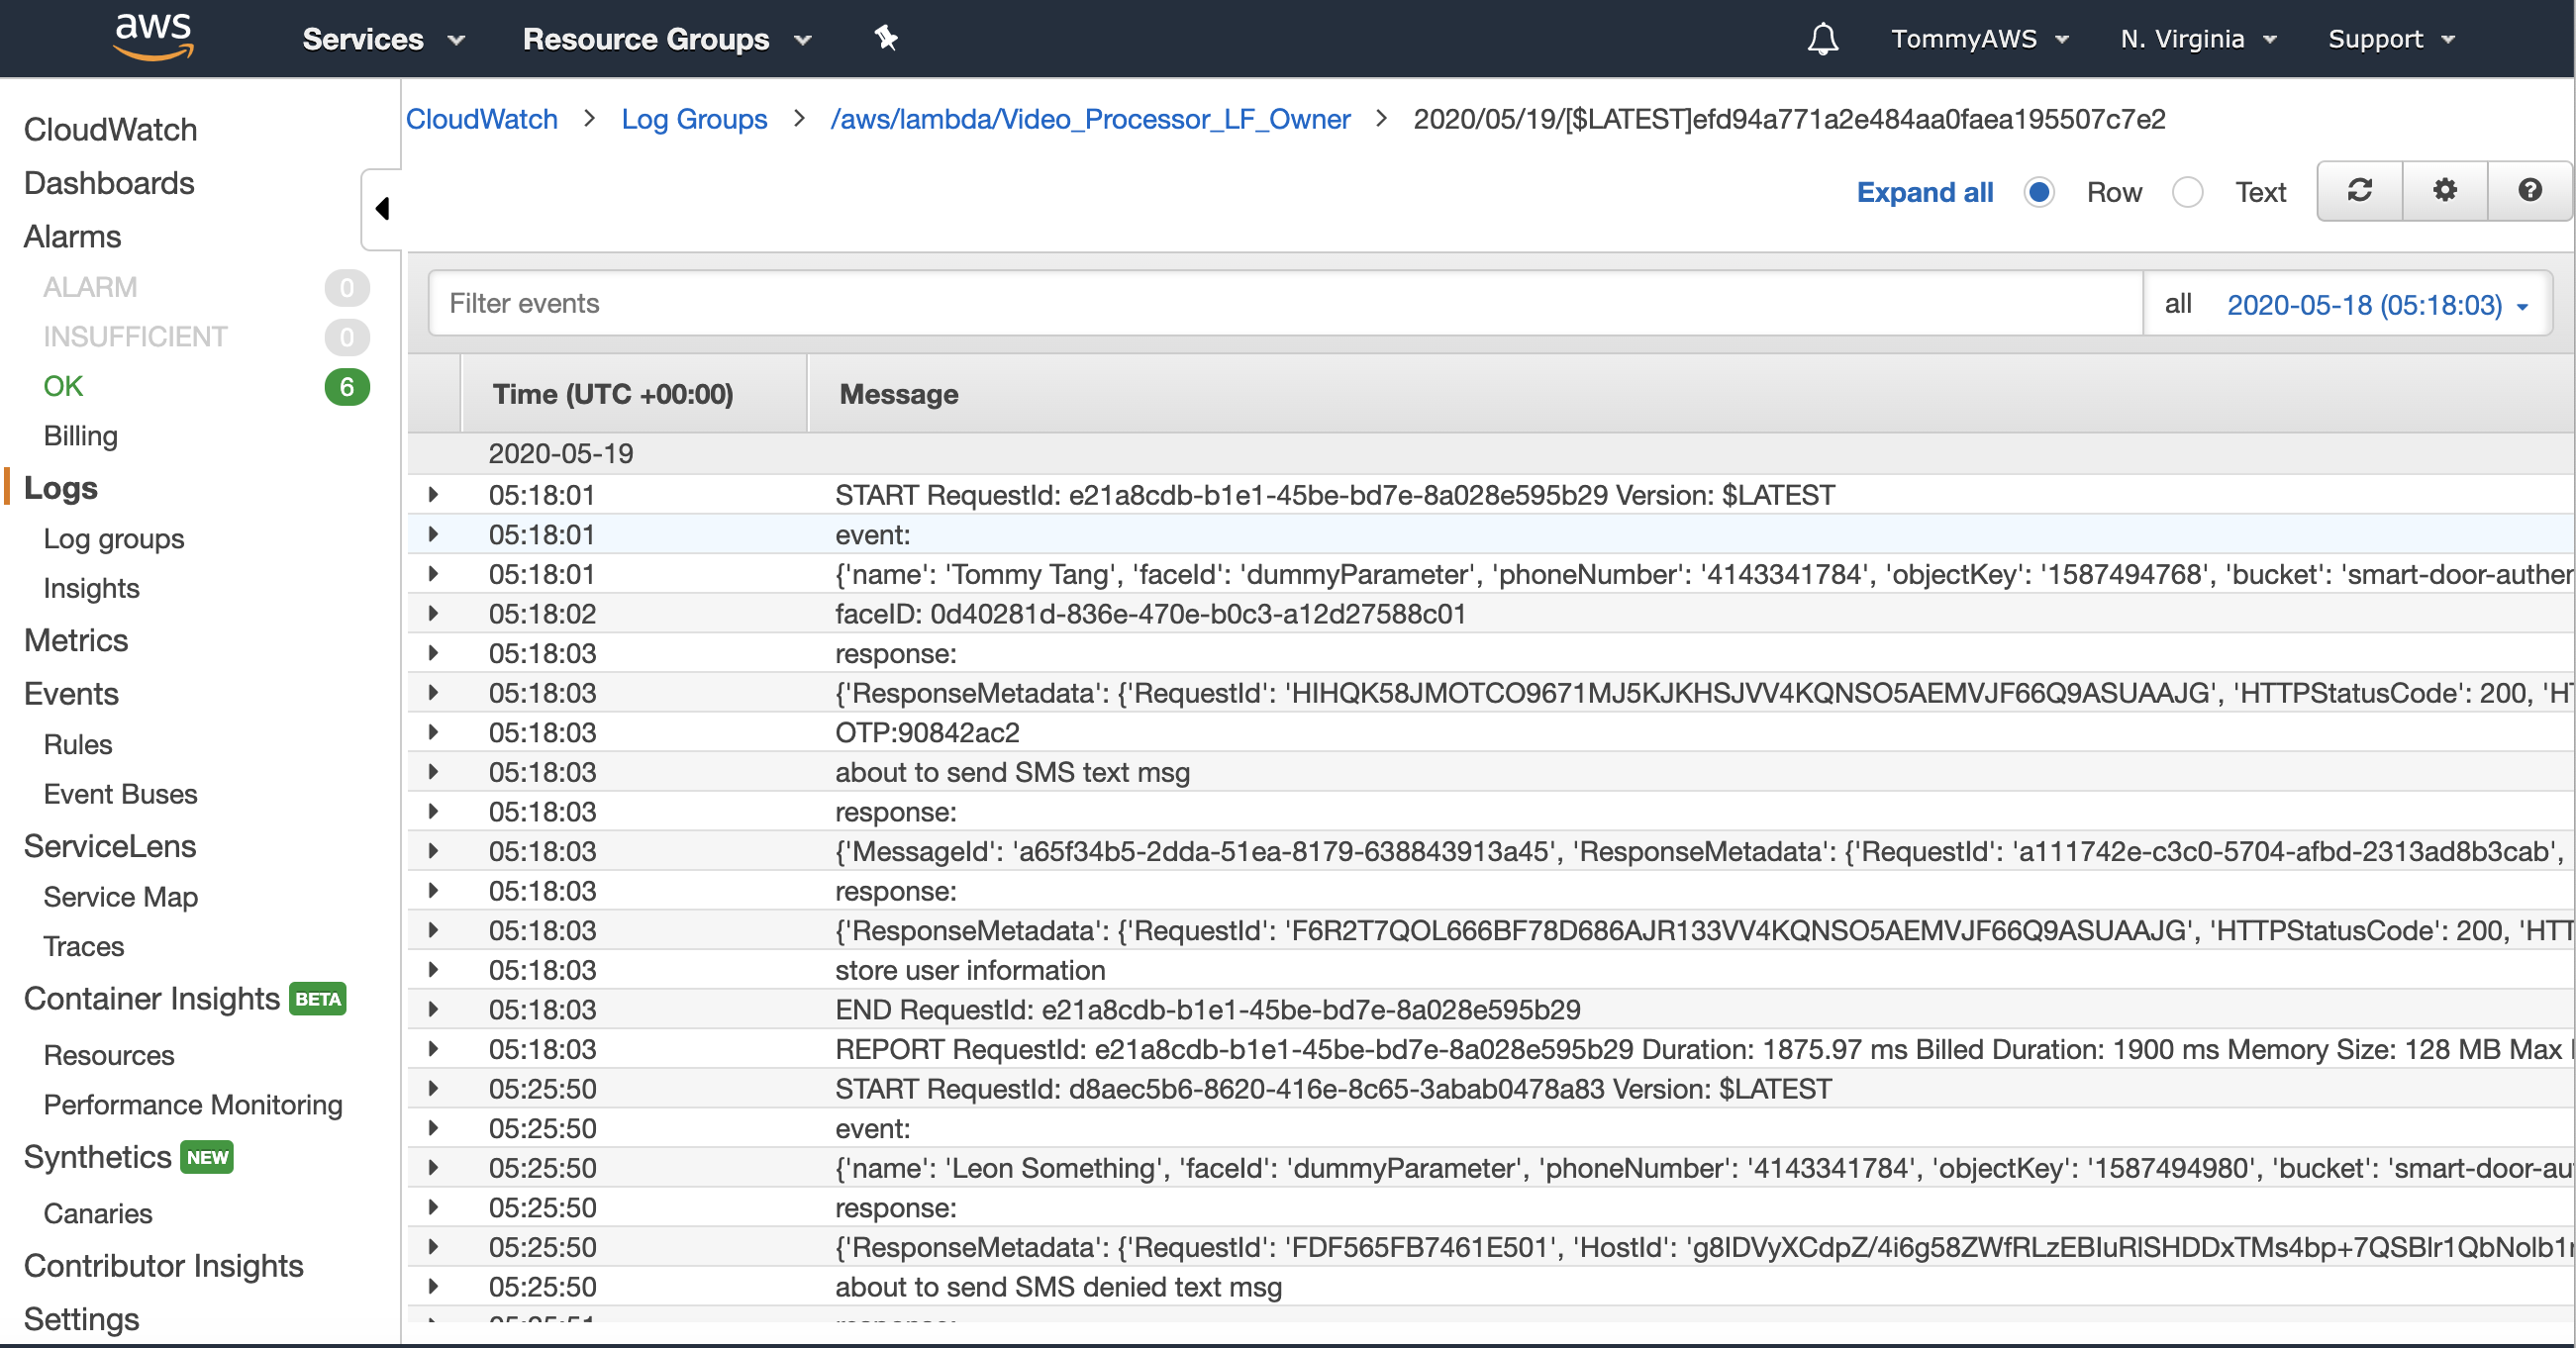 aws Services Resource Groups TommyAWS N. Virginia Support
CloudWatch
Dashboards
Alarms
ALARM 0
INSUFFICIENT 0
OK 6
Billing
Logs
Log groups
Insights
Metrics
Events
Rules
Event Buses
ServiceLens
Service Map
Traces
Container Insights BETA
Resources
Performance Monitoring
Synthetics NEW
Canaries
Contributor Insights
Settings
CloudWatch > Log Groups > /aws/lambda/Video_Processor_LF_Owner > 2020/05/19/[$LATEST]efd94a771a2e484aa0faea195507c7e2
Expand all Row Text
Filter events all 2020-05-18 (05:18:03)
Time (UTC +00:00) Message
2020-05-19
05:18:01 START RequestId: e21a8cdb-b1e1-45be-bd7e-8a028e595b29 Version: $LATEST
05:18:01 event:
05:18:01 {'name': 'Tommy Tang', 'faceId': 'dummyParameter', 'phoneNumber': '4143341784', 'objectKey': '1587494768', 'bucket': 'smart-door-auther
05:18:02 faceID: 0d40281d-836e-470e-b0c3-a12d27588c01
05:18:03 response:
05:18:03 {'ResponseMetadata': {'RequestId': 'HIHQK58JMOTCO9671MJ5KJKHSJVV4KQNSO5AEMVJF66Q9ASUAAJG', 'HTTPStatusCode': 200, 'HT
05:18:03 OTP:90842ac2
05:18:03 about to send SMS text msg
05:18:03 response:
05:18:03 {'MessageId': 'a65f34b5-2dda-51ea-8179-638843913a45', 'ResponseMetadata': {'RequestId': 'a111742e-c3c0-5704-afbd-2313ad8b3cab',
05:18:03 response:
05:18:03 {'ResponseMetadata': {'RequestId': 'F6R2T7QOL666BF78D686AJR133VV4KQNSO5AEMVJF66Q9ASUAAJG', 'HTTPStatusCode': 200, 'HTT
05:18:03 store user information
05:18:03 END RequestId: e21a8cdb-b1e1-45be-bd7e-8a028e595b29
05:18:03 REPORT RequestId: e21a8cdb-b1e1-45be-bd7e-8a028e595b29 Duration: 1875.97 ms Billed Duration: 1900 ms Memory Size: 128 MB Max
05:25:50 START RequestId: d8aec5b6-8620-416e-8c65-3abab0478a83 Version: $LATEST
05:25:50 event:
05:25:50 {'name': 'Leon Something', 'faceId': 'dummyParameter', 'phoneNumber': '4143341784', 'objectKey': '1587494980', 'bucket': 'smart-door-au
05:25:50 response:
05:25:50 {'ResponseMetadata': {'RequestId': 'FDF565FB7461E501', 'HostId': 'g8IDVyXCdpZ/4i6g58ZWfRLzEBIuRlSHDDxTMs4bp+7QSBlr1QbNolb1
05:25:50 about to send SMS denied text msg